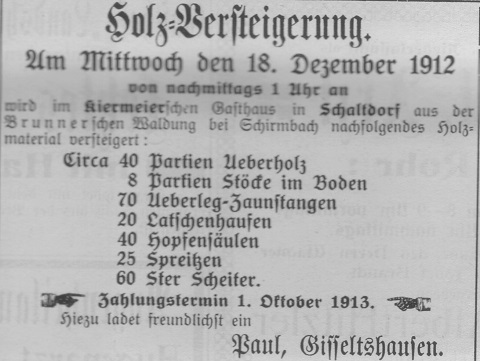 Holz-Versteigerung.
Am Mittwoch den 18. Dezember 1912
von nachmittags 1 Uhr an
wird im Kiermeierschen Gasthaus in Schaltdorf aus der
Brunnerschen Waldung bei Schirmbach nachfolgendes Holz-
material versteigert:
Circa 40 Partien Ueberholz
8 Partien Stöcke im Boden
70 Ueberleg-Zaunstangen
20 Latschenhaufen
40 Hopfensäulen
25 Spreitzen
60 Ster Scheiter.
Zahlungstermin 1. Oktober 1913.
Hiezu ladet freundlichst ein
Paul, Gisseltshausen.